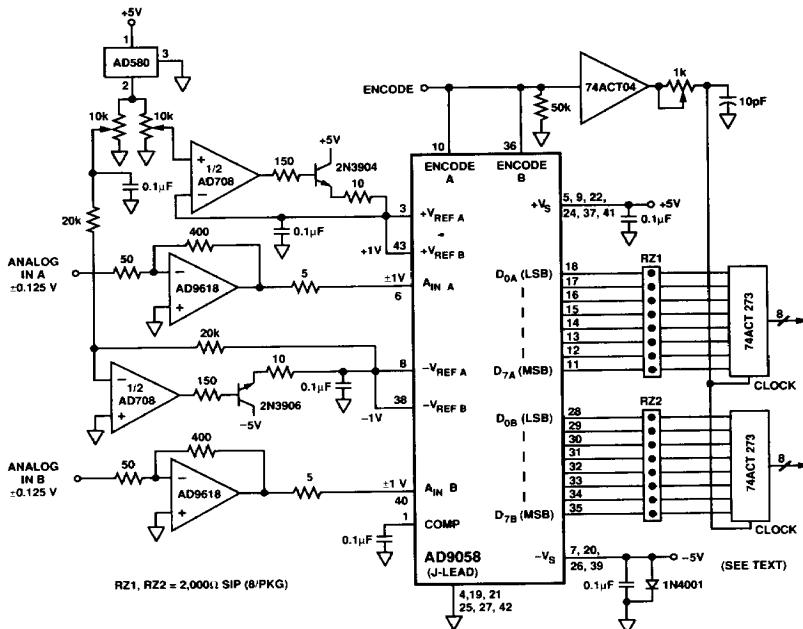 +5V
1
AD580
3
2
10k
10k
0.1µF
20k
+
−
1/2
AD708
150
+5V
2N3904
10
0.1µF
+1V
ENCODE
10
36
ENCODE
A
ENCODE
B
50k
74ACT04
1k
10pF
3
+VREF A
43
+VREF B
+VS
5, 9, 22,
24, 37, 41
+5V
0.1µF
ANALOG
IN A
±0.125 V
50
400
−
+
AD9618
5
±1V
6
AIN A
D0A (LSB)
18
17
16
15
14
13
12
11
D7A (MSB)
RZ1
74ACT 273
8
CLOCK
20k
−
+
1/2
AD708
150
10
2N3906
−5V
0.1µF
−1V
8
−VREF A
38
−VREF B
D0B (LSB)
28
29
30
31
32
33
34
35
D7B (MSB)
RZ2
74ACT 273
8
CLOCK
ANALOG
IN B
±0.125 V
50
400
−
+
AD9618
5
±1 V
40
AIN B
1
COMP
0.1µF
AD9058
(J-LEAD)
−VS
7, 20,
26, 39
−5V
0.1µF
1N4001
(SEE TEXT)
4,19, 21
25, 27, 42
RZ1, RZ2 = 2,000Ω SIP (8/PKG)